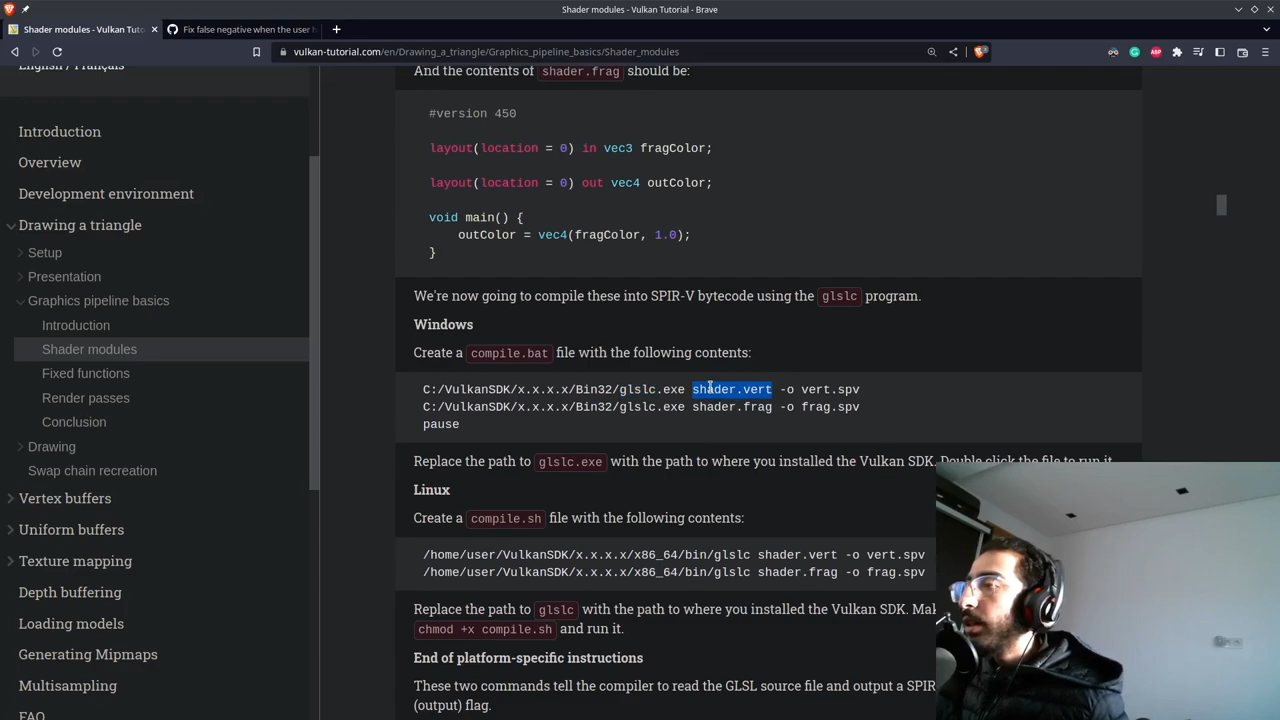 Shader modules - Vulkan Tutorial - Brave
Shader modules - Vulkan Tuto
Fix false negative when the user h
vulkan-tutorial.com/en/Drawing_a_triangle/Graphics_pipeline_basics/Shader_modules
English / Français
Introduction
Overview
Development environment
Drawing a triangle
Setup
Presentation
Graphics pipeline basics
Introduction
Shader modules
Fixed functions
Render passes
Conclusion
Drawing
Swap chain recreation
Vertex buffers
Uniform buffers
Texture mapping
Depth buffering
Loading models
Generating Mipmaps
Multisampling
FAQ
And the contents of shader.frag should be:
#version 450
layout(location = 0) in vec3 fragColor;
layout(location = 0) out vec4 outColor;
void main() {
    outColor = vec4(fragColor, 1.0);
}
We're now going to compile these into SPIR-V bytecode using the glslc program.
Windows
Create a compile.bat file with the following contents:
C:/VulkanSDK/x.x.x.x/Bin32/glslc.exe shader.vert -o vert.spv
C:/VulkanSDK/x.x.x.x/Bin32/glslc.exe shader.frag -o frag.spv
pause
Replace the path to glslc.exe with the path to where you installed the Vulkan SDK. Double click the file to run it.
Linux
Create a compile.sh file with the following contents:
/home/user/VulkanSDK/x.x.x.x/x86_64/bin/glslc shader.vert -o vert.spv
/home/user/VulkanSDK/x.x.x.x/x86_64/bin/glslc shader.frag -o frag.spv
Replace the path to glslc with the path to where you installed the Vulkan SDK. Mak
chmod +x compile.sh and run it.
End of platform-specific instructions
These two commands tell the compiler to read the GLSL source file and output a SPIR
(output) flag.